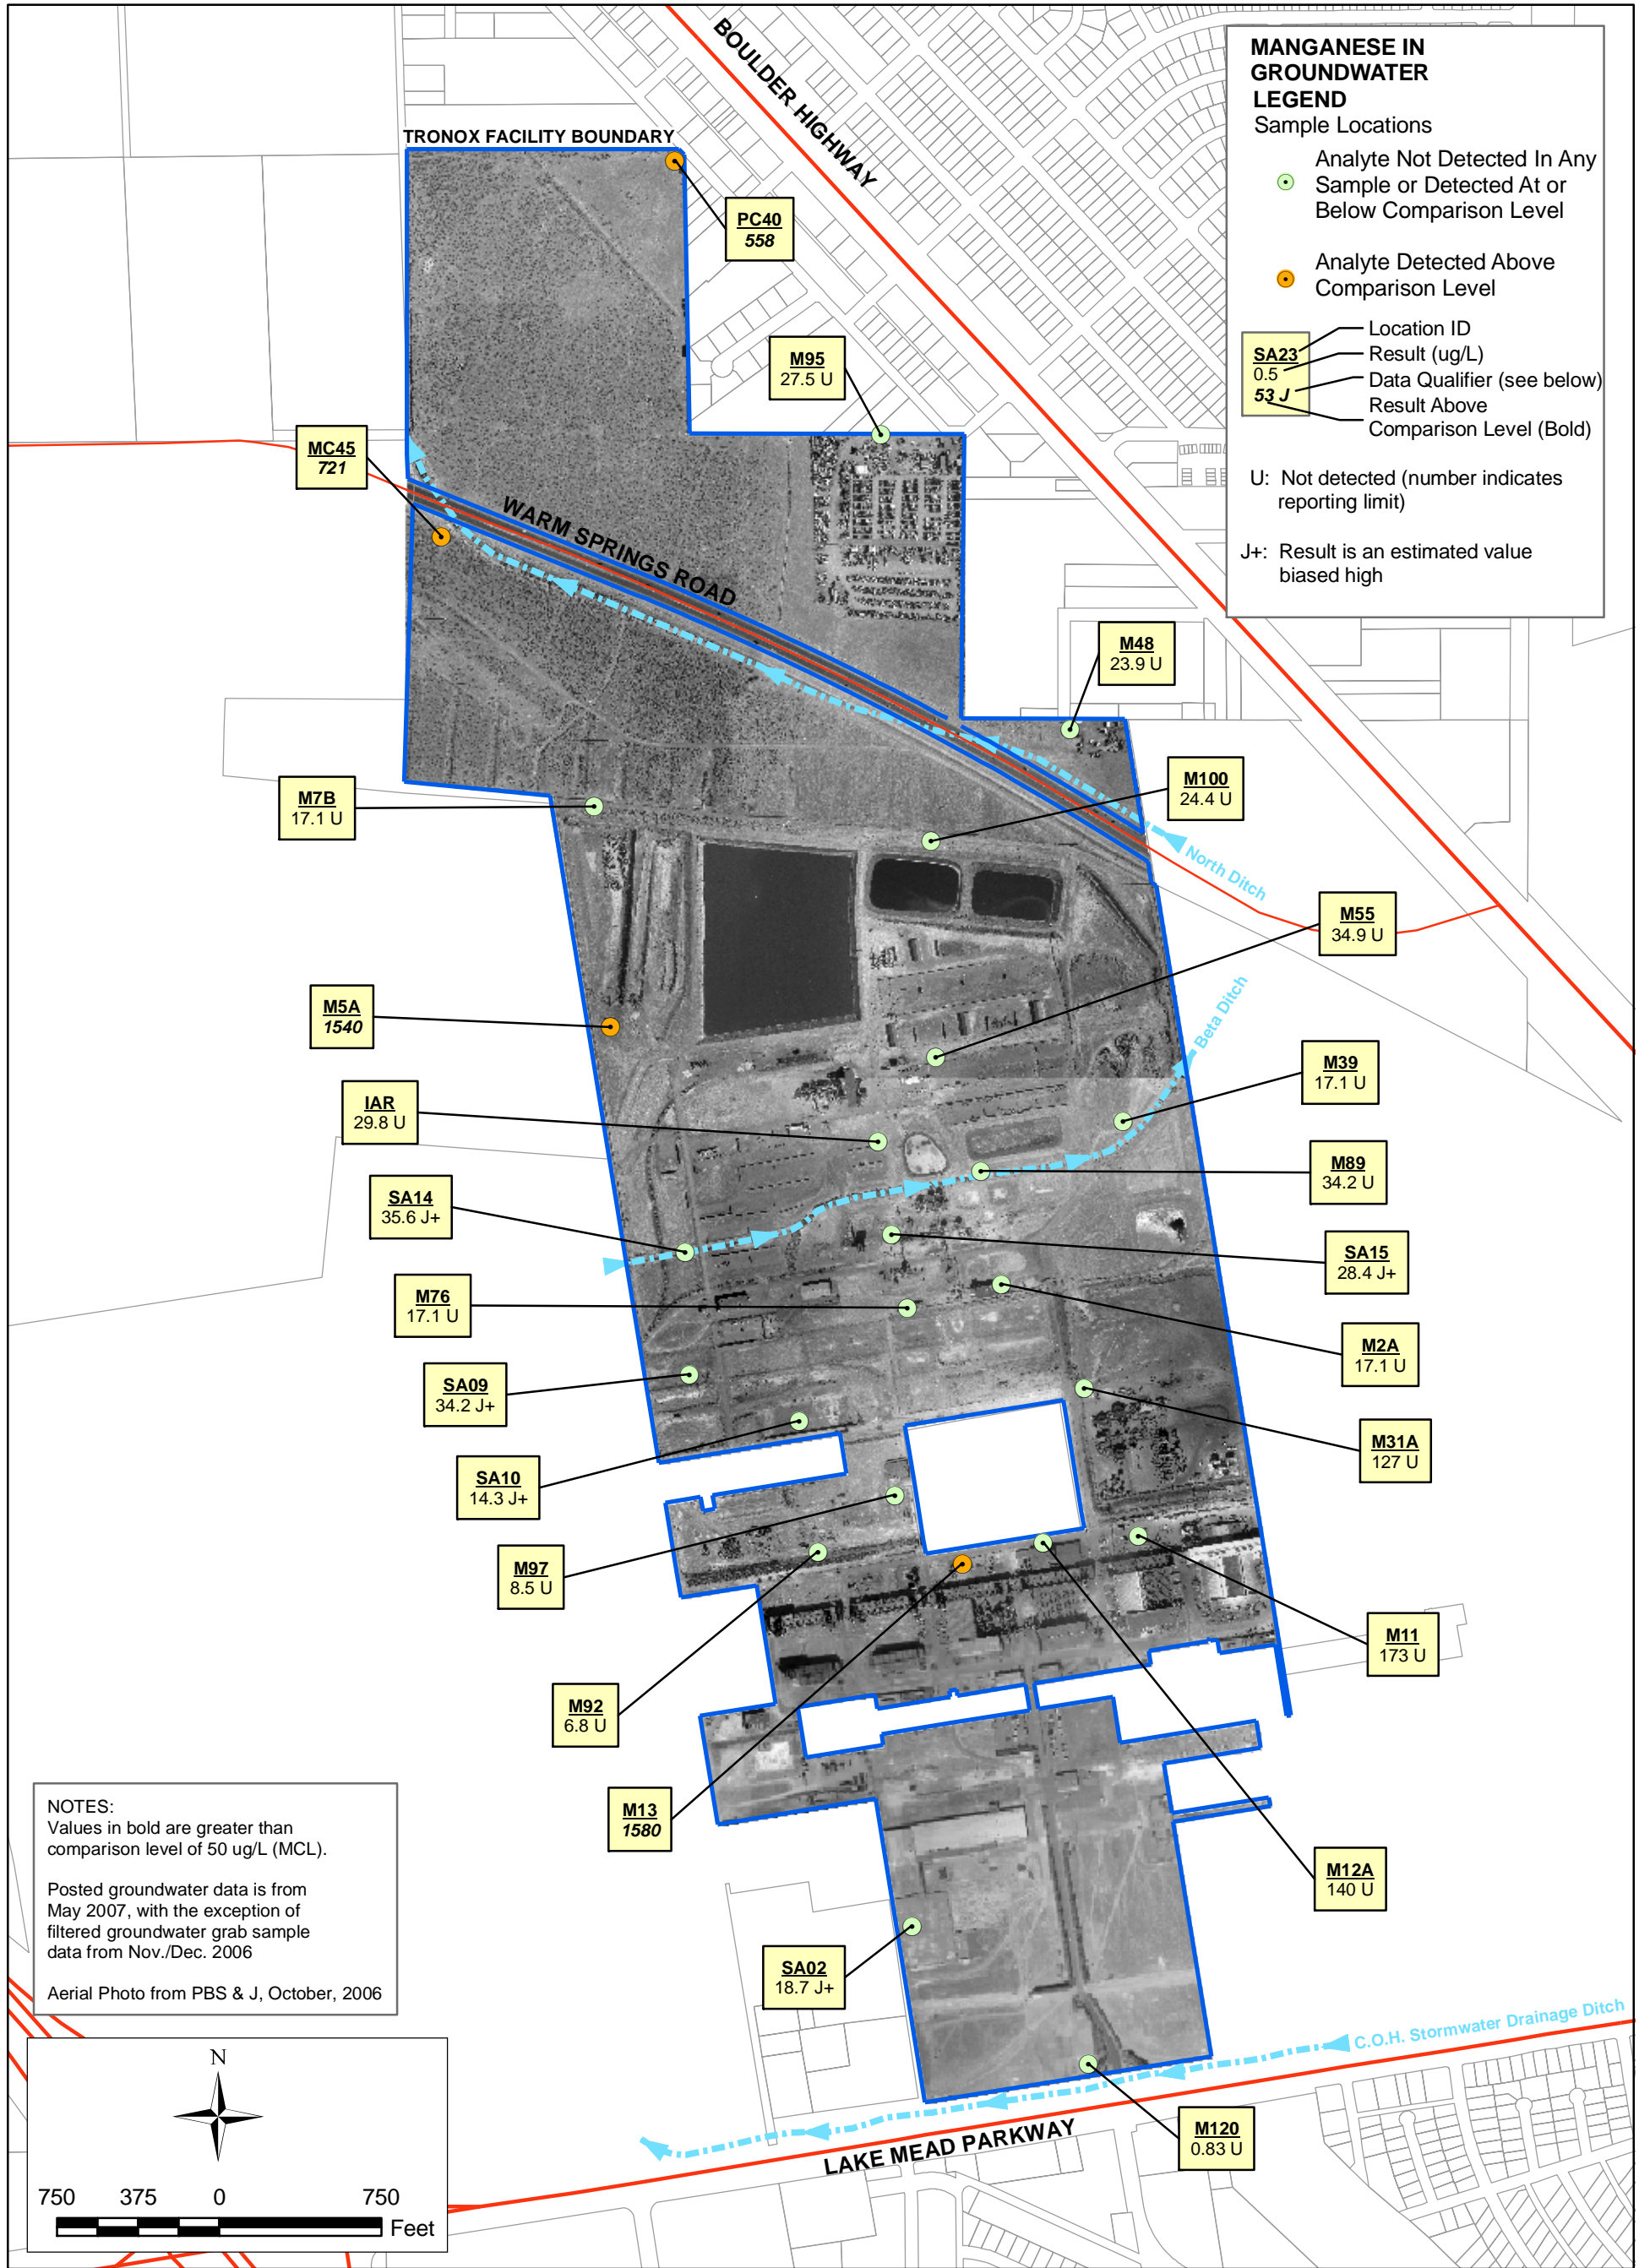 MANGANESE IN
GROUNDWATER
LEGEND
Sample Locations
Analyte Not Detected In Any
Sample or Detected At or
Below Comparison Level
Analyte Detected Above
Comparison Level
SA23
0.5
53 J
Location ID
Result (ug/L)
Data Qualifier (see below)
Result Above
Comparison Level (Bold)
U: Not detected (number indicates
reporting limit)
J+: Result is an estimated value
biased high
BOULDER HIGHWAY
TRONOX FACILITY BOUNDARY
PC40
558
M95
27.5 U
MC45
721
WARM SPRINGS ROAD
M48
23.9 U
M7B
17.1 U
M100
24.4 U
North Ditch
M55
34.9 U
M5A
1540
Beta Ditch
M39
17.1 U
IAR
29.8 U
M89
34.2 U
SA14
35.6 J+
SA15
28.4 J+
M76
17.1 U
M2A
17.1 U
SA09
34.2 J+
M31A
127 U
SA10
14.3 J+
M97
8.5 U
M11
173 U
M92
6.8 U
M13
1580
M12A
140 U
SA02
18.7 J+
NOTES:
Values in bold are greater than
comparison level of 50 ug/L (MCL).
Posted groundwater data is from
May 2007, with the exception of
filtered groundwater grab sample
data from Nov./Dec. 2006
Aerial Photo from PBS & J, October, 2006
C.O.H. Stormwater Drainage Ditch
M120
0.83 U
LAKE MEAD PARKWAY
N
750 375 0 750
Feet